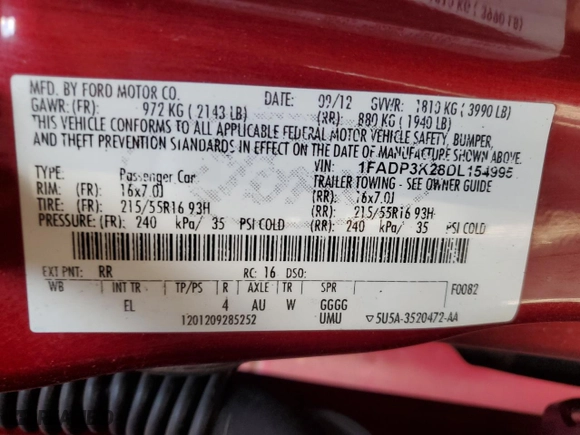 MFD. BY FORD MOTOR CO.
DATE: 09/12 GVWR: 1810 KG (3990 LB)
GAWR: (FR): 972 KG (2143 LB) (RR): 880 KG (1940 LB)
THIS VEHICLE CONFORMS TO ALL APPLICABLE FEDERAL MOTOR VEHICLE SAFETY, BUMPER,
AND THEFT PREVENTION STANDARDS IN EFFECT ON THE DATE OF MANUFACTURE SHOWN ABOVE.
VIN: 1FADP3K28DL154995
TYPE: Passenger Car TRAILER TOWING - SEE OWNER GUIDE
RIM: (FR): 16x7.0J (RR): 16x7.0J
TIRE: (FR): 215/55R16 93H (RR): 215/55R16 93H
PRESSURE: (FR): 240 kPa/ 35 PSI COLD (RR): 240 kPa/ 35 PSI COLD
EXT PNT: RR RC: 16 DSO:
WB INT TR TP/PS R AXLE TR SPR F0082
EL 4 AU W GGGG
1201209285252 UMU ▽5U5A-3520472-AA